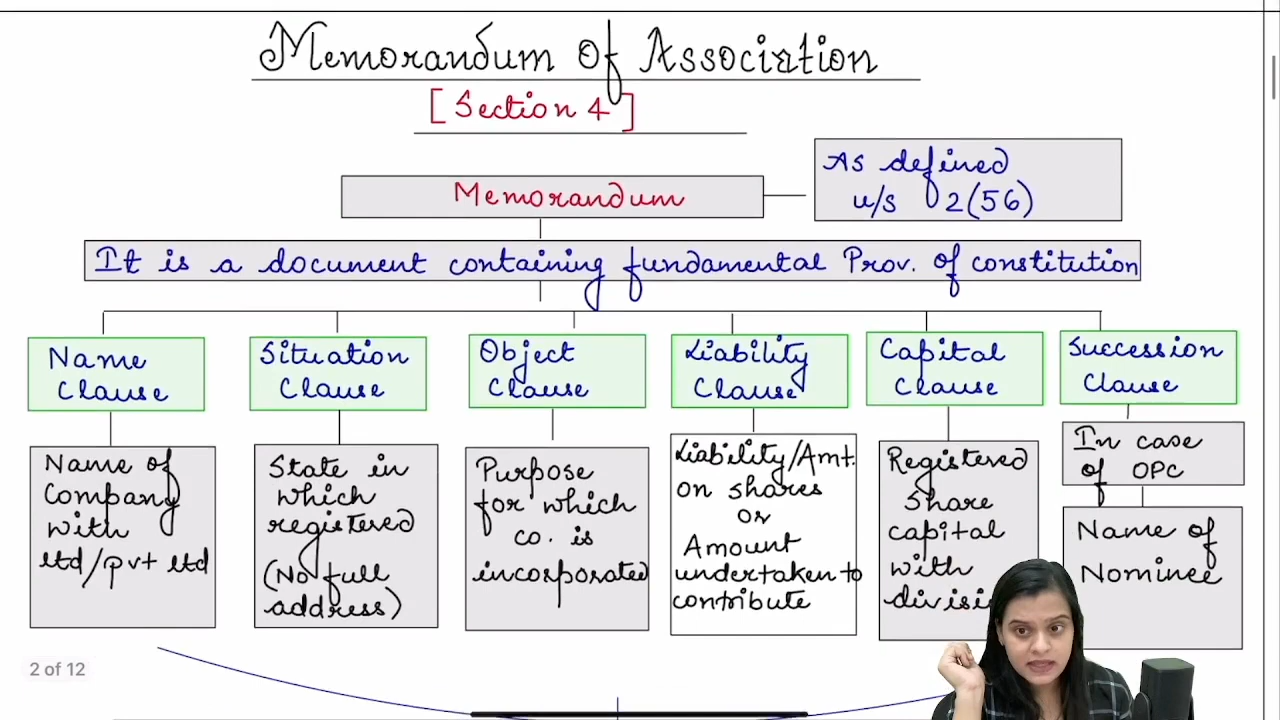 Memorandum Of Association
[Section 4]
Memorandum
As defined
u/s 2(56)
It is a document containing fundamental Prov. of constitution
Name
Clause
Name of
Company
with
ltd/pvt ltd
Situation
Clause
State in
which
registered
(No full
address)
Object
Clause
Purpose
for which
co. is
incorporated
Liability
Clause
Liability/Amt.
on shares
or
Amount
undertaken to
contribute
Capital
Clause
Registered
Share
capital
with
Succession
Clause
In case
of OPC
Name of
Nominee
2 of 12